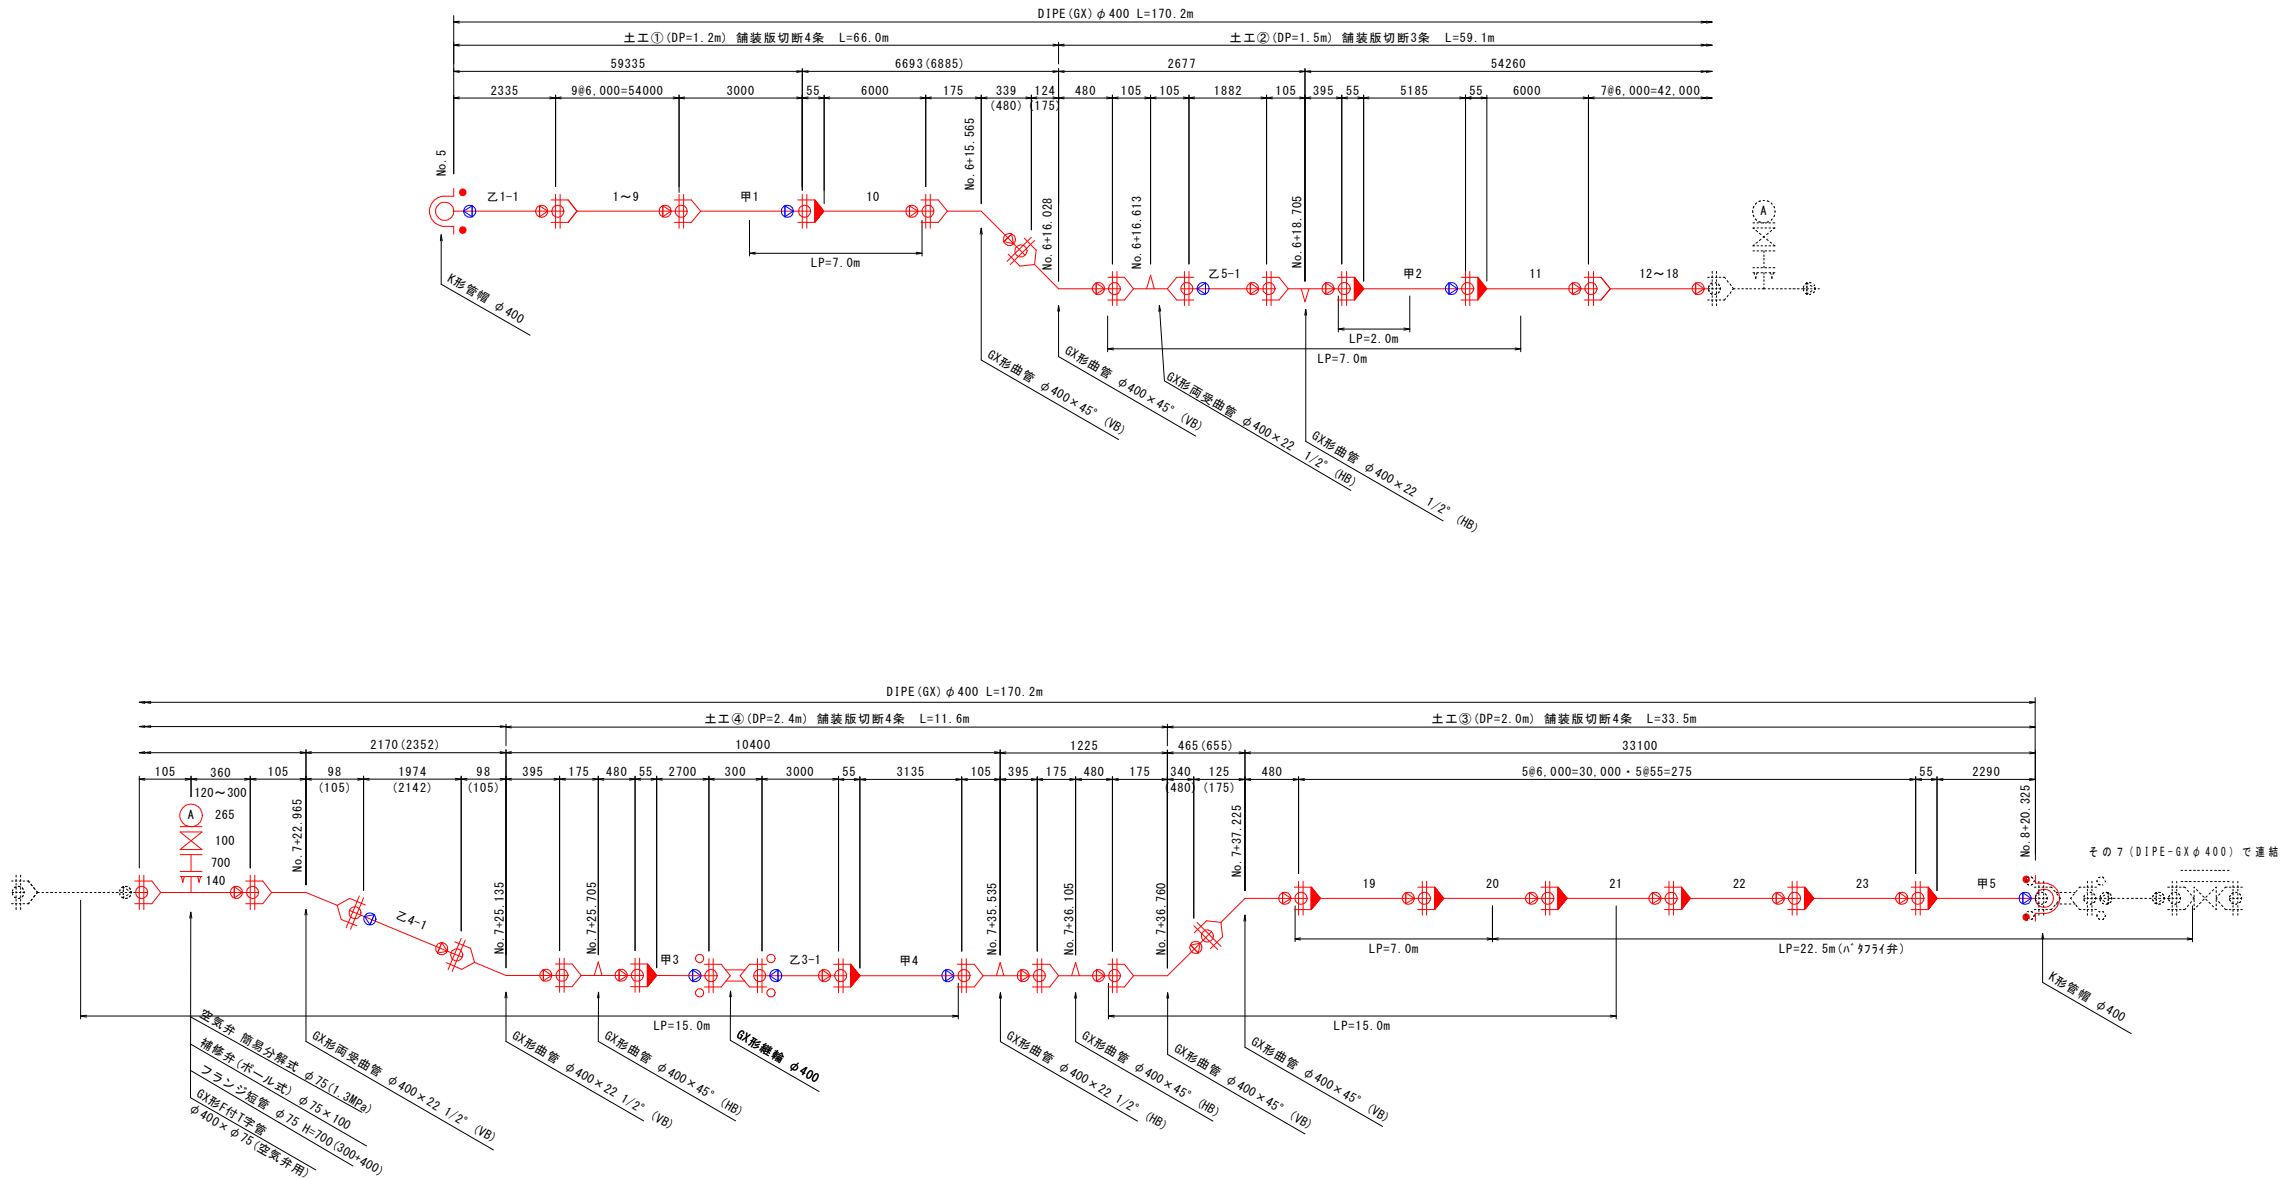 DIPE(GX)φ400 L=170.2m
土工①(DP=1.2m) 舗装版切断4条 L=66.0m
土工②(DP=1.5m) 舗装版切断3条 L=59.1m
59335
6693(6885)
2677
54260
2335
9@6,000=54000
3000
55
6000
175
339
124
480
105
105
1882
105
395
55
5185
55
6000
7@6,000=42,000
(480)
(175)
No.5
No.6+15.565
No.6+16.028
No.6+16.613
No.6+18.705
乙1-1
1～9
甲1
10
乙5-1
甲2
11
12～18
A
LP=7.0m
LP=2.0m
LP=7.0m
K形管帽 φ400
GX形曲管 φ400×45° (VB)
GX形曲管 φ400×45° (VB)
GX形両受曲管 φ400×22 1/2° (HB)
GX形曲管 φ400×22 1/2° (HB)
DIPE(GX)φ400 L=170.2m
土工④(DP=2.4m) 舗装版切断4条 L=11.6m
土工③(DP=2.0m) 舗装版切断4条 L=33.5m
2170(2352)
10400
1225
465(655)
33100
105
360
105
98
1974
98
395
175
480
55
2700
300
3000
55
3135
105
395
175
480
175
340
125
480
5@6,000=30,000・5@55=275
55
2290
(105)
(2142)
(105)
(480)
(175)
120～300
A
265
100
700
140
No.7+22.965
No.7+25.135
No.7+25.705
No.7+35.535
No.7+36.105
No.7+36.760
No.7+37.225
No.8+20.325
その7(DIPE-GXφ400)で連結
乙4-1
甲3
乙3-1
甲4
19
20
21
22
23
甲5
LP=7.0m
LP=22.5m(バタフライ弁)
LP=15.0m
LP=15.0m
空気弁 簡易分解式 φ75(1.3MPa)
補修弁(ボール式) φ75×100
フランジ短管 φ75 H=700(300+400)
GX形F付T字管
φ400×φ75(空気弁用)
GX形両受曲管 φ400×22 1/2° (VB)
GX形曲管 φ400×22 1/2° (VB)
GX形曲管 φ400×45° (HB)
GX形継輪 φ400
GX形曲管 φ400×22 1/2° (HB)
GX形曲管 φ400×45° (HB)
GX形曲管 φ400×45° (VB)
GX形曲管 φ400×45° (VB)
K形管帽 φ400